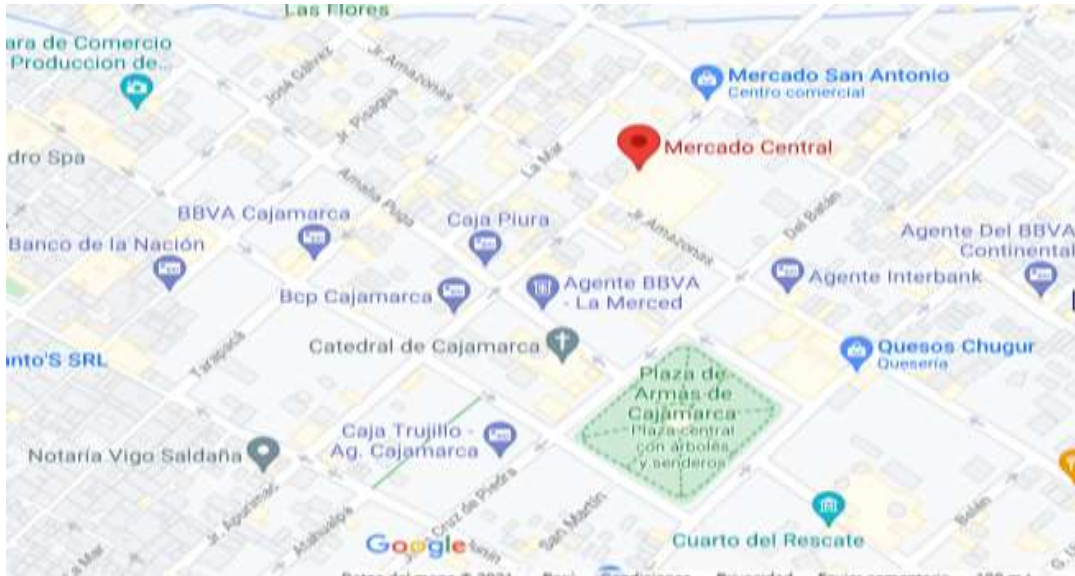 Las Flores
ara de Comercio
Produccion de...
José Gálvez
Jr. Amazonas
Jr. Pisagua
Mercado San Antonio
Centro comercial
Mercado Central
La Mar
dro Spa
Amalia Puga
BBVA Cajamarca
Caja Piura
Jr. Amazonas
Del Batán
Banco de la Nación
Agente Del BBVA
Continental
Bcp Cajamarca
Agente BBVA
- La Merced
Agente Interbank
Tarapacá
Catedral de Cajamarca
Quesos Chugur
Quesería
anto'S SRL
Plaza de
Armas de
Cajamarca
Plaza central
con árboles
y senderos
Caja Trujillo -
Ag. Cajamarca
Notaría Vigo Saldaña
Jr. Apurimac
Atahualpa
Cruz de Piedra
San Martín
Belén
Junín
La Mar
Google
Cuarto del Rescate